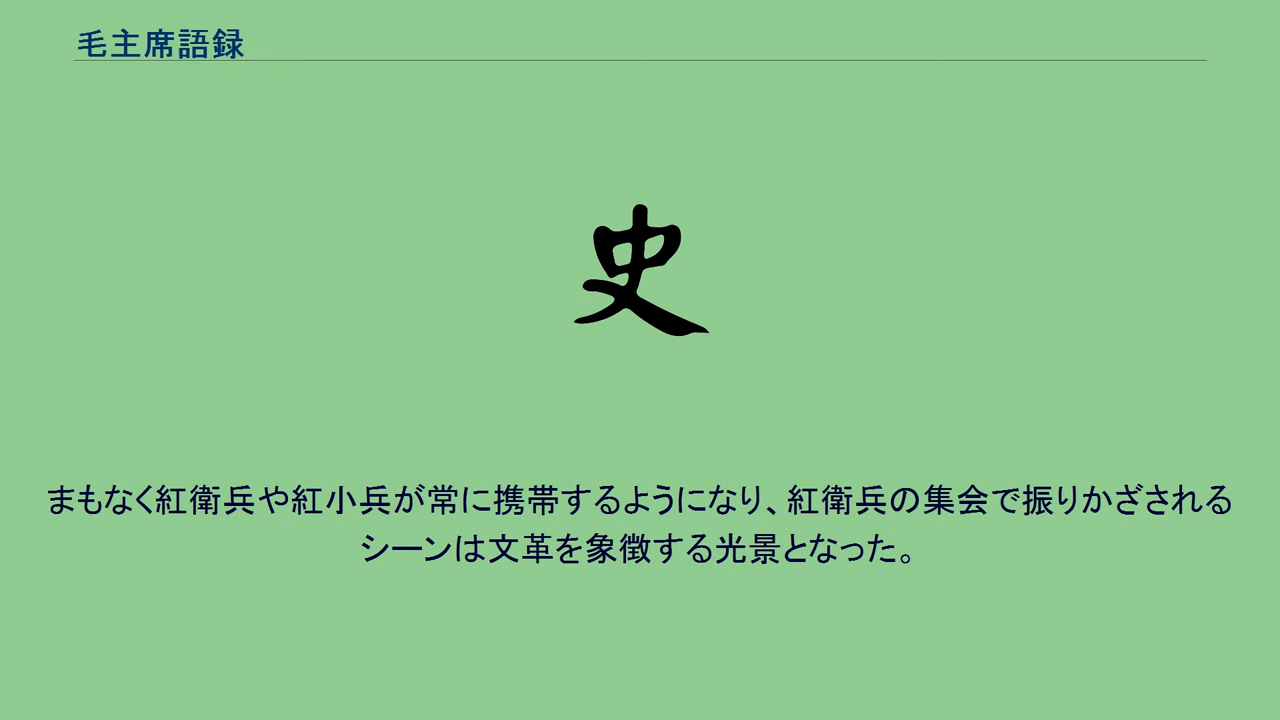 毛主席語録
史
まもなく紅衛兵や紅小兵が常に携帯するようになり、紅衛兵の集会で振りかざされる
シーンは文革を象徴する光景となった。